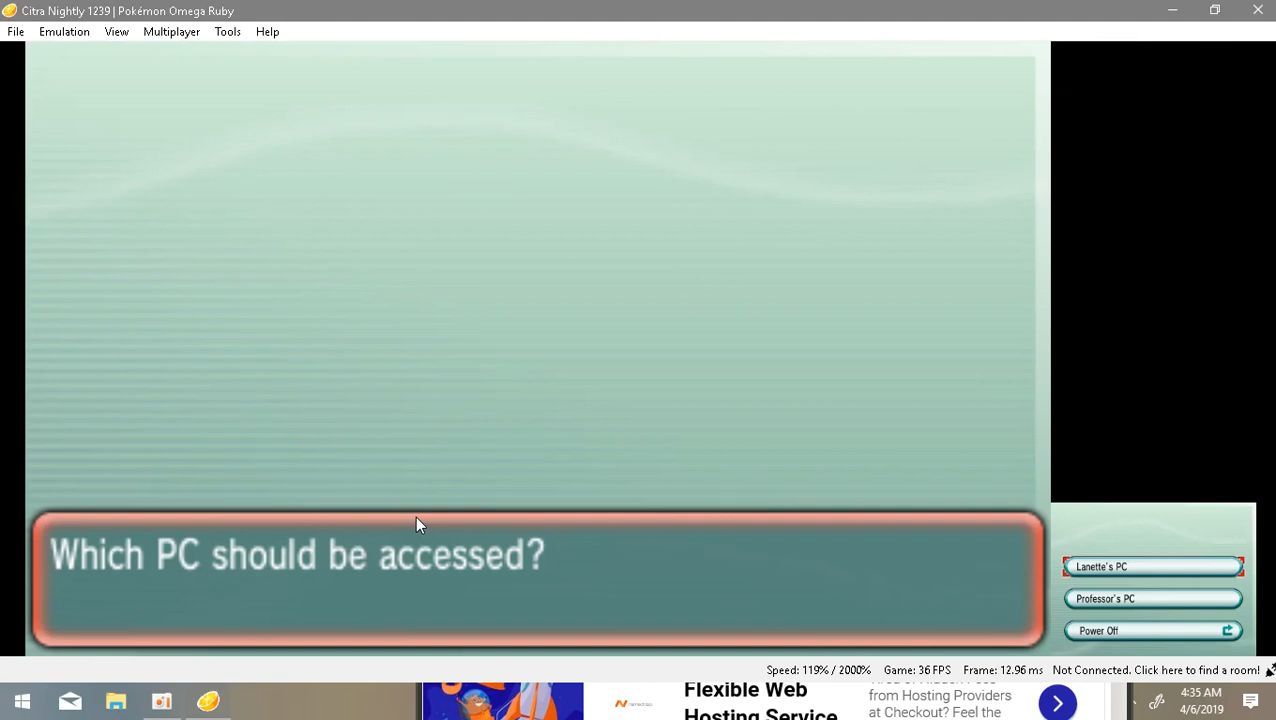 Citra Nightly 1239 | Pokémon Omega Ruby
File Emulation View Multiplayer Tools Help
Which PC should be accessed?
Lanette's PC
Professor's PC
Power Off
Speed: 119% / 2000% Game: 36 FPS Frame: 12.96 ms Not Connected. Click here to find a room!
Flexible Web
Hosting Service
from Hosting Providers
at Checkout? Feel the
namecheap
4:35 AM
4/6/2019